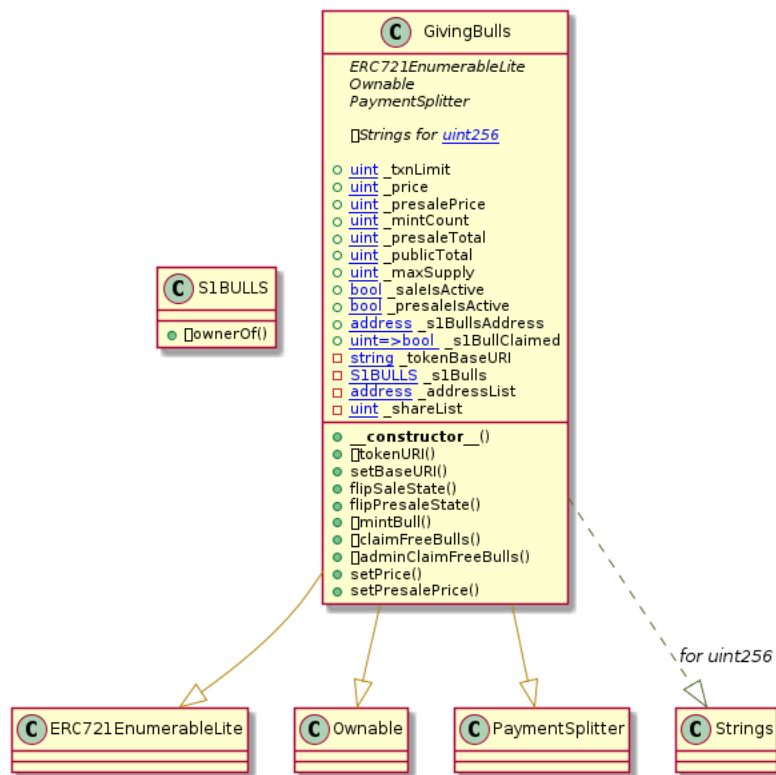 C GivingBulls
ERC721EnumerableLite
Ownable
PaymentSplitter
▯Strings for uint256
uint _txnLimit
uint _price
uint _presalePrice
uint _mintCount
uint _presaleTotal
uint _publicTotal
uint _maxSupply
bool _saleIsActive
bool _presaleIsActive
address _s1BullsAddress
uint=>bool _s1BullClaimed
string _tokenBaseURI
S1BULLS _s1Bulls
address _addressList
uint _shareList
__constructor__()
▯tokenURI()
setBaseURI()
flipSaleState()
flipPresaleState()
▯mintBull()
▯claimFreeBulls()
▯adminClaimFreeBulls()
setPrice()
setPresalePrice()
C S1BULLS
▯ownerOf()
for uint256
C ERC721EnumerableLite
C Ownable
C PaymentSplitter
C Strings